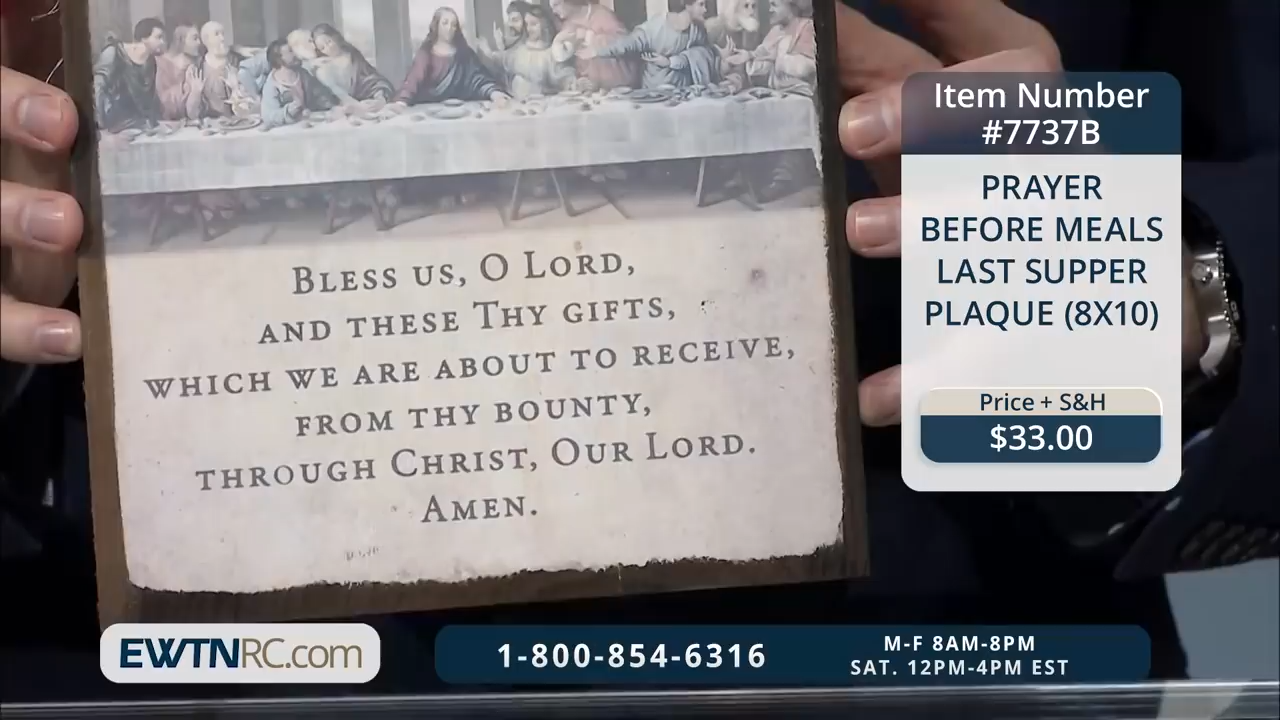 BLESS US, O LORD,
AND THESE THY GIFTS,
WHICH WE ARE ABOUT TO RECEIVE,
FROM THY BOUNTY,
THROUGH CHRIST, OUR LORD.
AMEN.
Item Number
#7737B
PRAYER
BEFORE MEALS
LAST SUPPER
PLAQUE (8X10)
Price + S&H
$33.00
EWTNRC.com
1-800-854-6316
M-F 8AM-8PM
SAT. 12PM-4PM EST